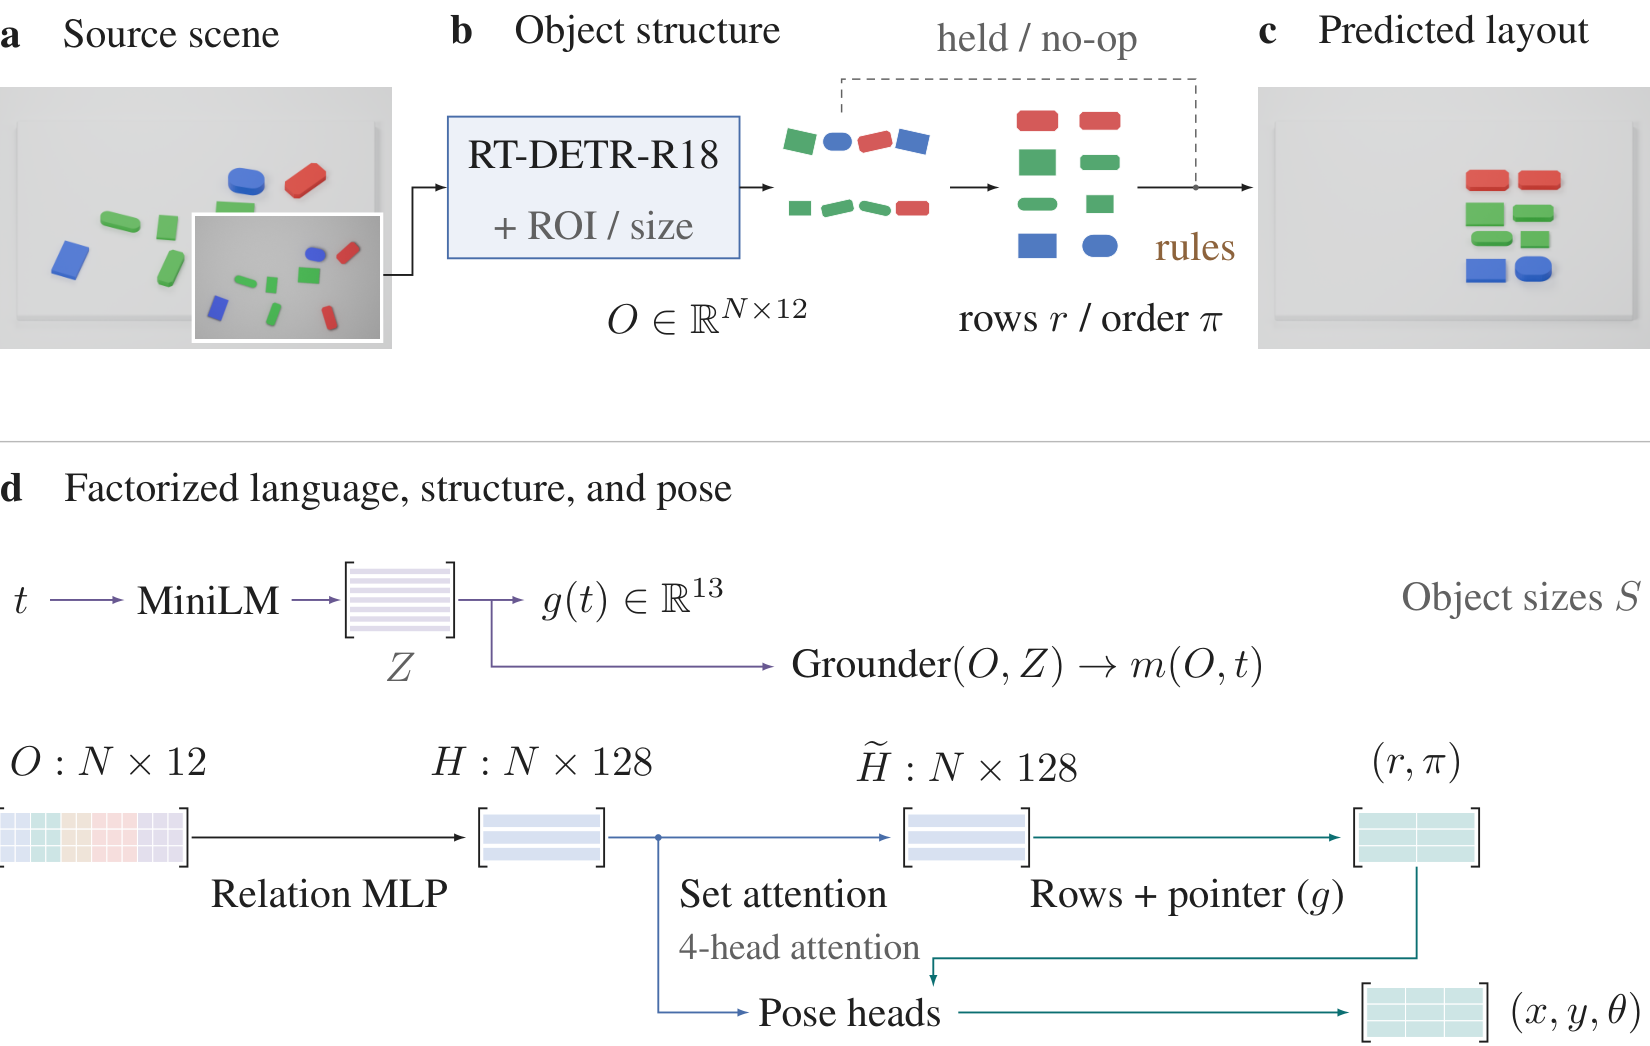 a Source scene
b Object structure
held / no-op
c Predicted layout
RT-DETR-R18
+ ROI / size
rules
O ∈ ℝ^{N×12}
rows r / order π
d Factorized language, structure, and pose
t
MiniLM
Z
g(t) ∈ ℝ^{13}
Object sizes S
Grounder(O, Z) → m(O, t)
O : N × 12
H : N × 128
H̃ : N × 128
(r, π)
Relation MLP
Set attention
Rows + pointer (g)
4-head attention
Pose heads
(x, y, θ)